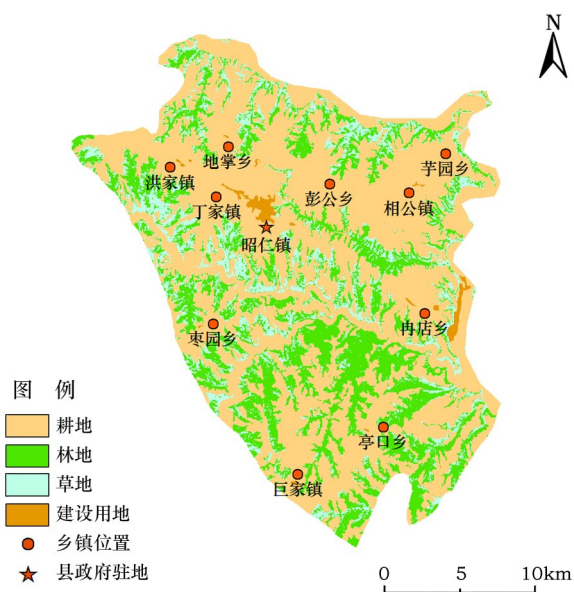 N
地掌乡
洪家镇
丁家镇
彭公乡
芋园乡
相公镇
昭仁镇
冉店乡
枣园乡
亭口乡
巨家镇
图 例
耕地
林地
草地
建设用地
乡镇位置
县政府驻地
0 5 10km